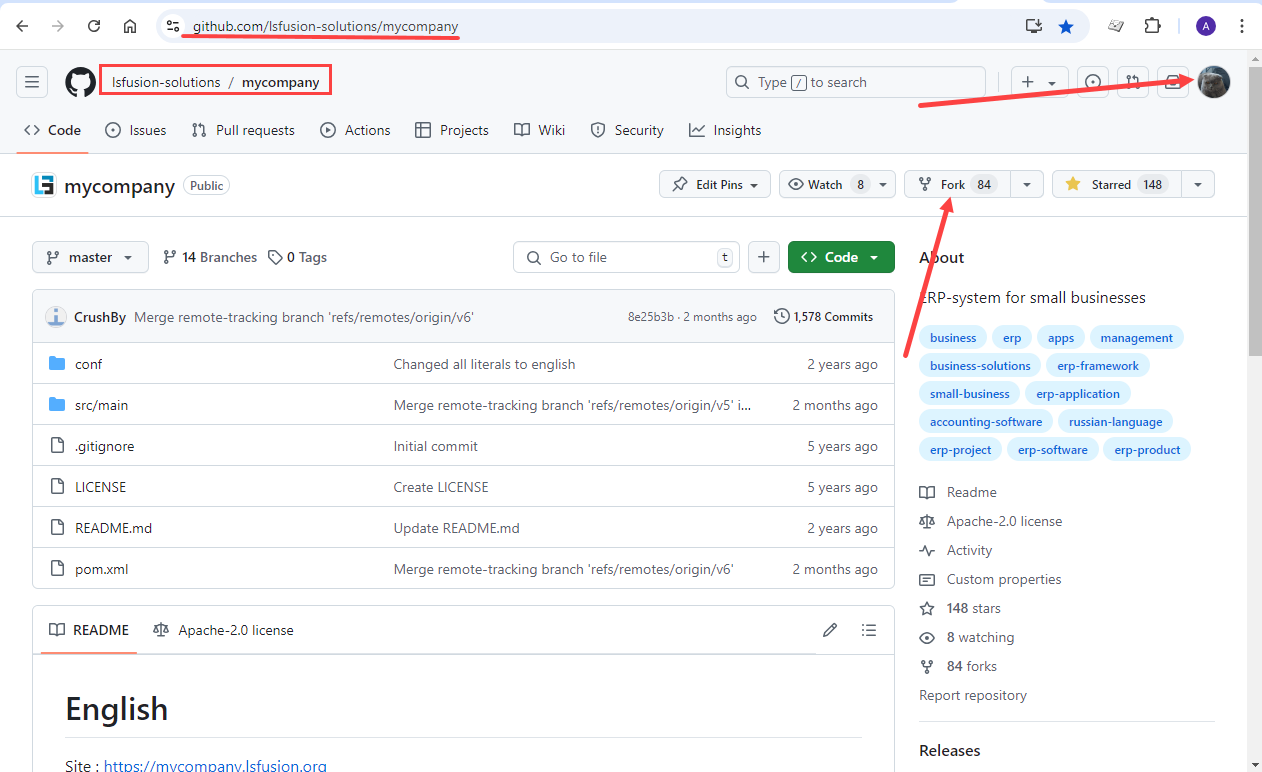 github.com/lsfusion-solutions/mycompany
A
lsfusion-solutions / mycompany
Type / to search
Code Issues Pull requests Actions Projects Wiki Security Insights
mycompany Public
Edit Pins Watch 8 Fork 84 Starred 148
master 14 Branches 0 Tags
Go to file t
Code
About
CrushBy Merge remote-tracking branch 'refs/remotes/origin/v6' 8e25b3b · 2 months ago 1,578 Commits
conf Changed all literals to english 2 years ago
src/main Merge remote-tracking branch 'refs/remotes/origin/v5' i... 2 months ago
.gitignore Initial commit 5 years ago
LICENSE Create LICENSE 5 years ago
README.md Update README.md 2 years ago
pom.xml Merge remote-tracking branch 'refs/remotes/origin/v6' 2 months ago
README Apache-2.0 license
English
Site : https://mycompany.lsfusion.org
ERP-system for small businesses
business erp apps management
business-solutions erp-framework
small-business erp-application
accounting-software russian-language
erp-project erp-software erp-product
Readme
Apache-2.0 license
Activity
Custom properties
148 stars
8 watching
84 forks
Report repository
Releases